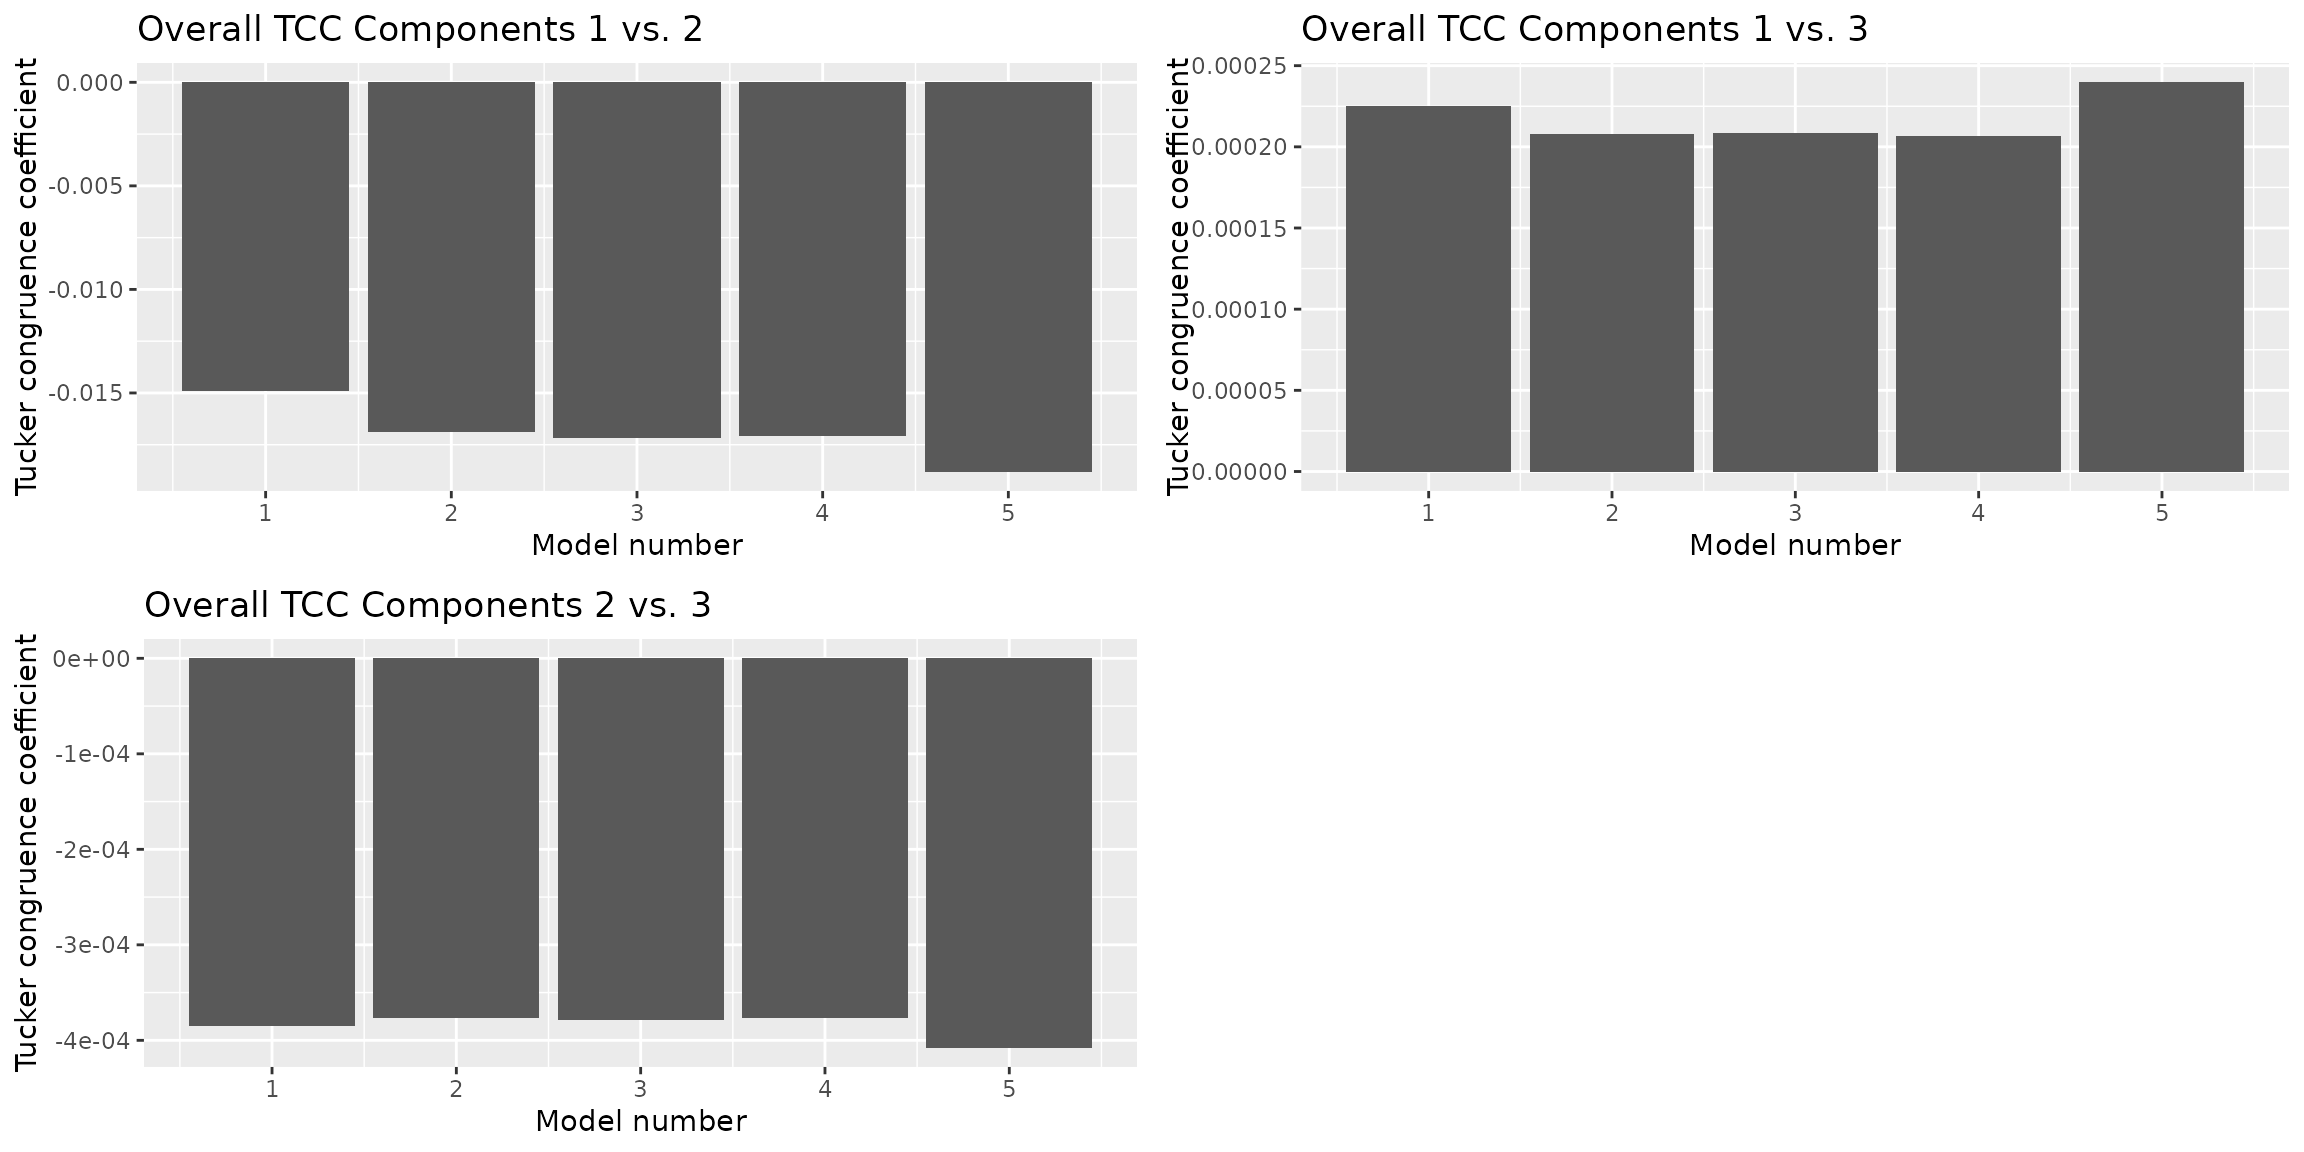 Overall TCC Components 1 vs. 2
Tucker congruence coefficient
0.000
-0.005
-0.010
-0.015
1 2 3 4 5
Model number
Overall TCC Components 1 vs. 3
Tucker congruence coefficient
0.00025
0.00020
0.00015
0.00010
0.00005
0.00000
1 2 3 4 5
Model number
Overall TCC Components 2 vs. 3
Tucker congruence coefficient
0e+00
-1e-04
-2e-04
-3e-04
-4e-04
1 2 3 4 5
Model number